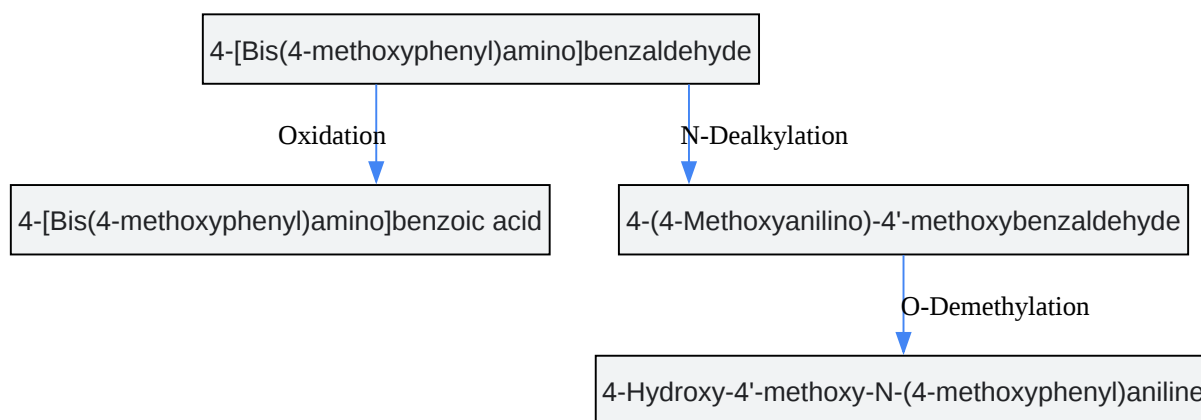 4-[Bis(4-methoxyphenyl)amino]benzaldehyde
Oxidation
N-Dealkylation
4-[Bis(4-methoxyphenyl)amino]benzoic acid
4-(4-Methoxyanilino)-4'-methoxybenzaldehyde
O-Demethylation
4-Hydroxy-4'-methoxy-N-(4-methoxyphenyl)aniline